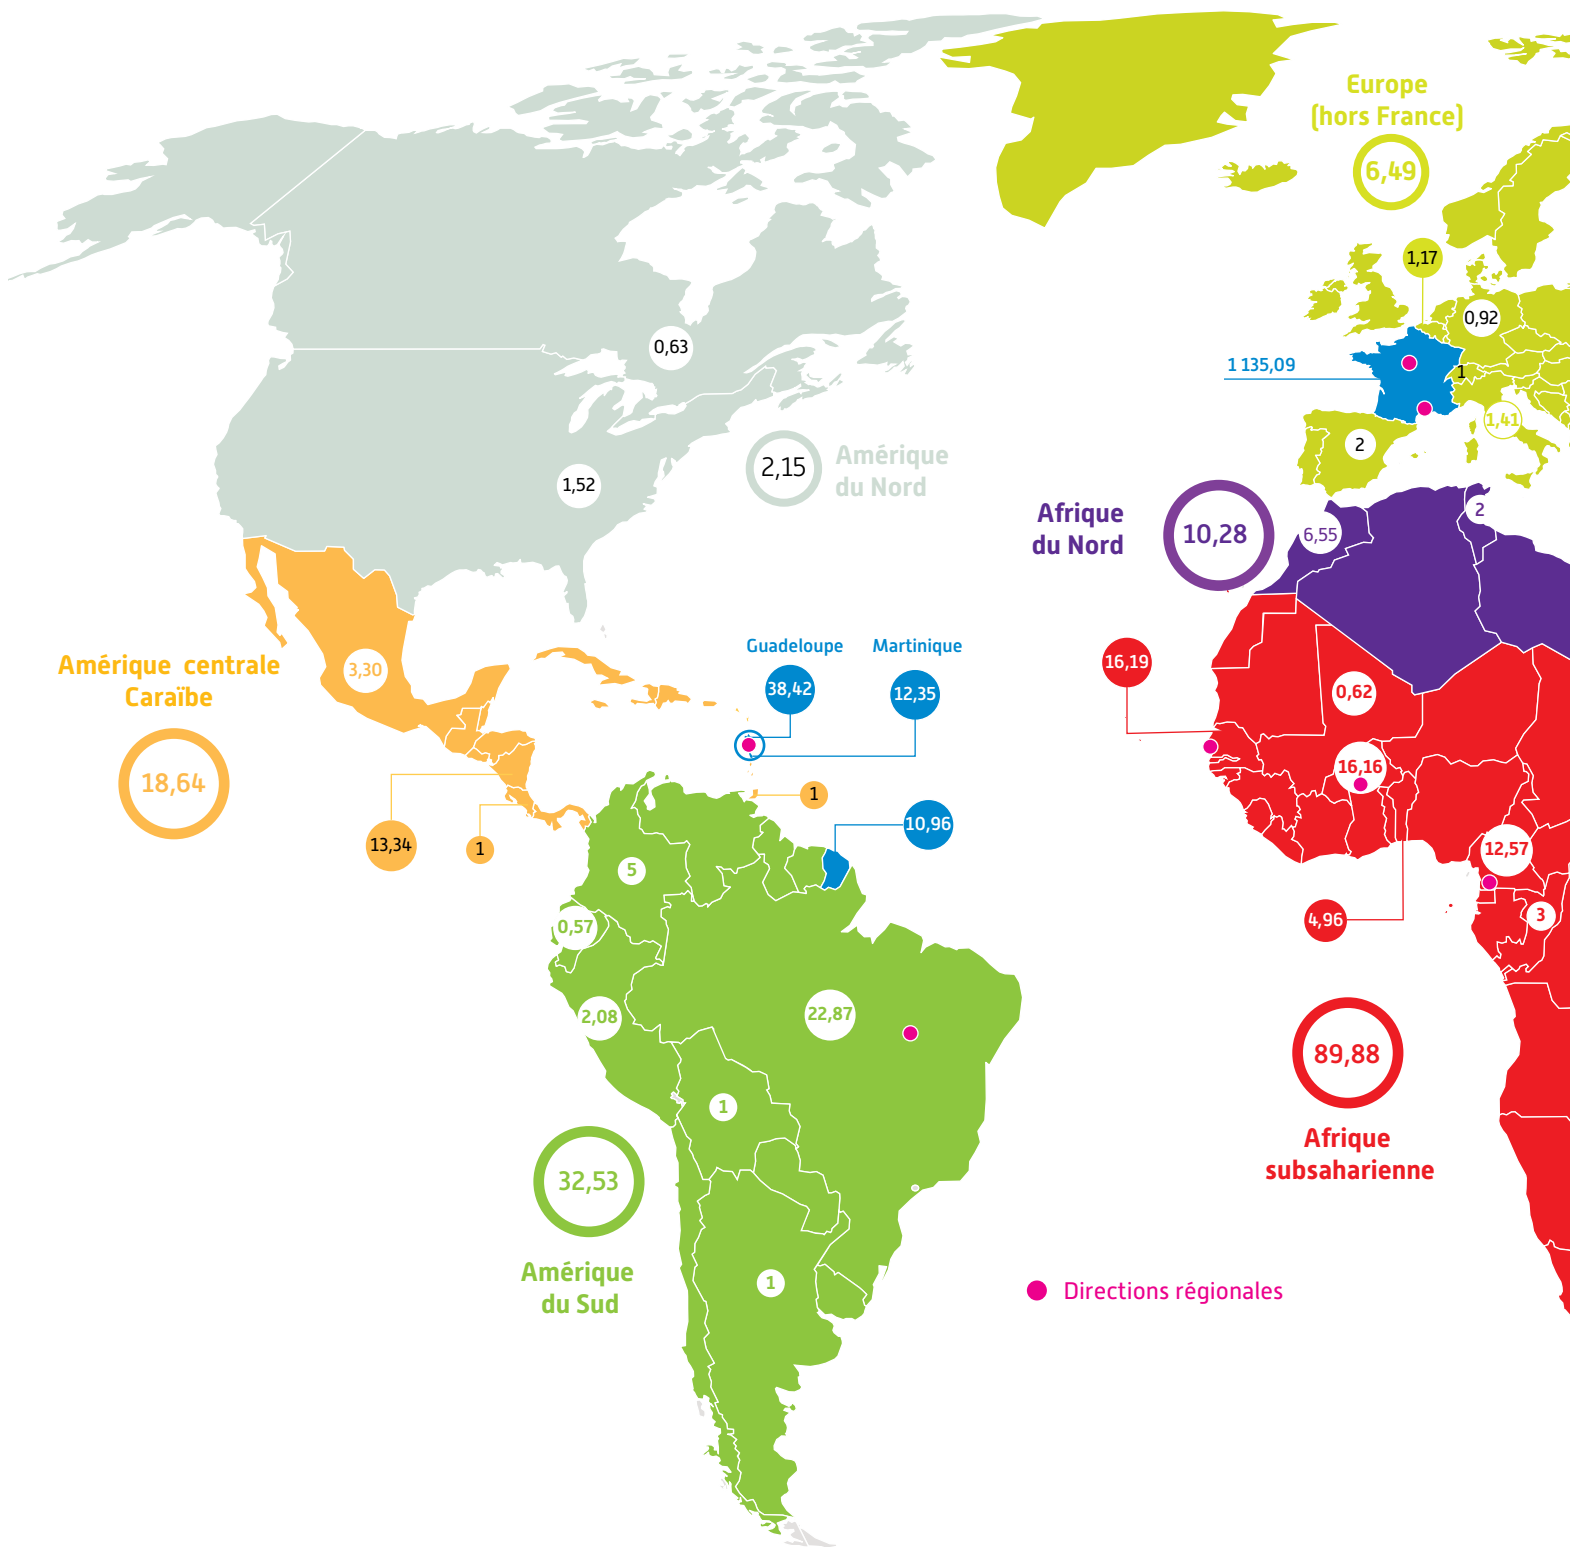 Europe
(hors France)
6,49
1,17
0,92
0,63
1 135,09
1
1,41
2
2,15
Amérique
du Nord
1,52
Afrique
du Nord
10,28
6,55
2
Guadeloupe
Martinique
38,42
12,35
16,19
0,62
Amérique centrale
Caraïbe
18,64
3,30
16,16
1
10,96
13,34
1
12,57
5
0,57
4,96
3
2,08
22,87
89,88
Afrique
subsaharienne
1
32,53
Amérique
du Sud
1
Directions régionales